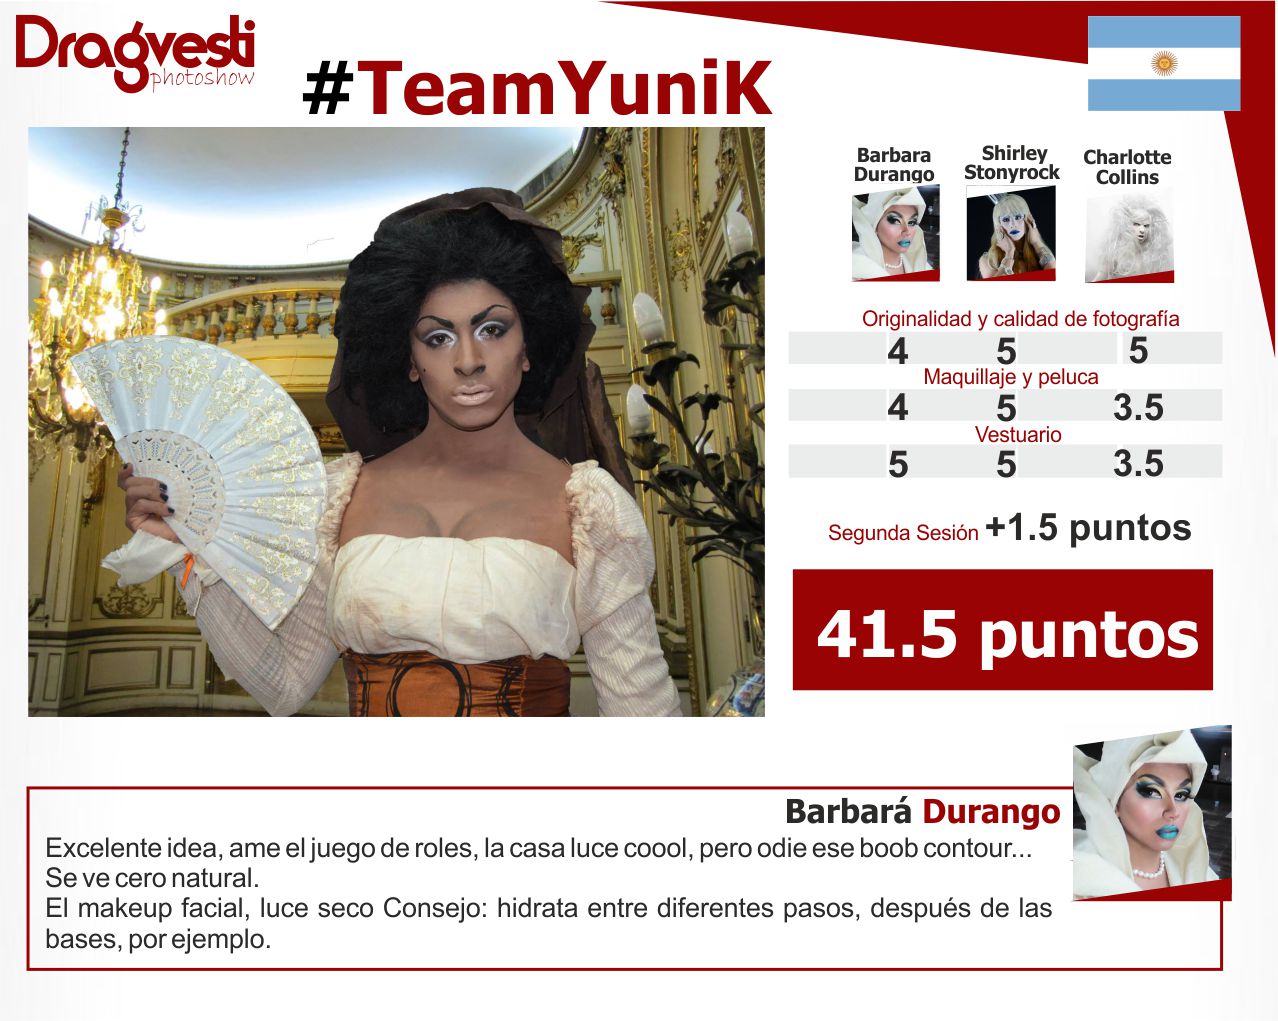 Dragvesti
photoshow
#TeamYuniK
Barbara
Durango
Shirley
Stonyrock
Charlotte
Collins
Originalidad y calidad de fotografía
4 5 5
Maquillaje y peluca
4 5 3.5
Vestuario
5 5 3.5
Segunda Sesión +1.5 puntos
41.5 puntos
Barbará Durango
Excelente idea, ame el juego de roles, la casa luce coool, pero odie ese boob contour...
Se ve cero natural.
El makeup facial, luce seco Consejo: hidrata entre diferentes pasos, después de las
bases, por ejemplo.